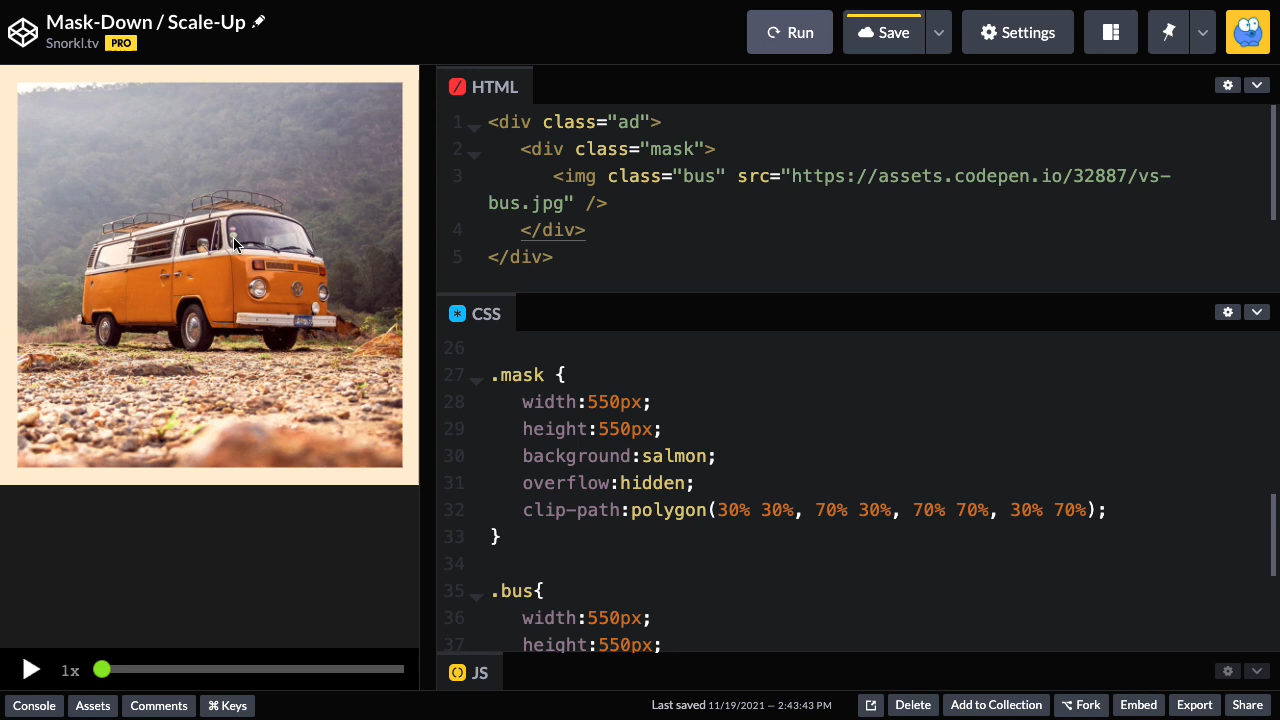 Mask-Down / Scale-Up
Snorkl.tv PRO
Run
Save
Settings
HTML
1 <div class="ad">
2 <div class="mask">
3 <img class="bus" src="https://assets.codepen.io/32887/vs-
bus.jpg" />
4 </div>
5 </div>
CSS
26
27 .mask {
28 width:550px;
29 height:550px;
30 background:salmon;
31 overflow:hidden;
32 clip-path:polygon(30% 30%, 70% 30%, 70% 70%, 30% 70%);
33 }
34
35 .bus{
36 width:550px;
37 height:550px;
1x
JS
Console Assets Comments ⌘ Keys Last saved 11/19/2021 — 2:43:43 PM Delete Add to Collection Fork Embed Export Share